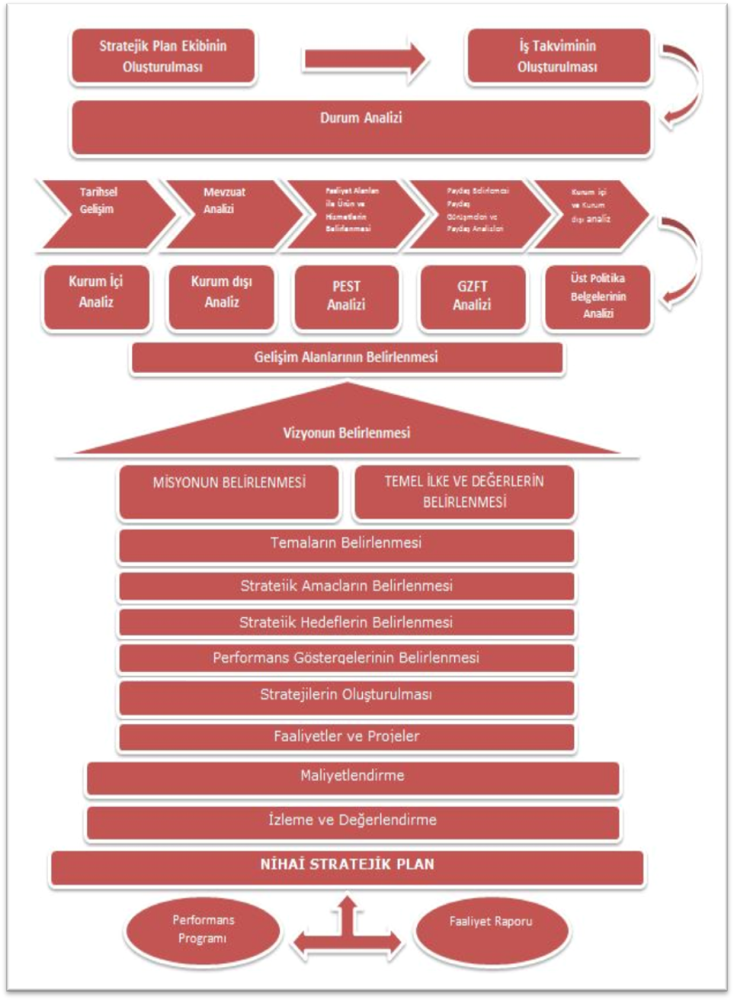 Stratejik Plan Ekibinin
Oluşturulması
İş Takviminin
Oluşturulması
Durum Analizi
Tarihsel
Gelişim
Mevzuat
Analizi
Faaliyet Alanları
ile Ürün ve
Hizmetlerin
Belirlenmesi
Paydaş Belirlemesi
Paydaş
Görüşmeleri ve
Paydaş Analizleri
Kurum içi
ve Kurum
dışı analiz
Kurum İçi
Analiz
Kurum dışı
Analiz
PEST
Analizi
GZFT
Analizi
Üst Politika
Belgelerinin
Analizi
Gelişim Alanlarının Belirlenmesi
Vizyonun Belirlenmesi
MİSYONUN BELİRLENMESİ
TEMEL İLKE VE DEĞERLERİN
BELİRLENMESİ
Temaların Belirlenmesi
Stratejik Amaçların Belirlenmesi
Stratejik Hedeflerin Belirlenmesi
Performans Göstergelerinin Belirlenmesi
Stratejilerin Oluşturulması
Faaliyetler ve Projeler
Maliyetlendirme
İzleme ve Değerlendirme
NİHAİ STRATEJİK PLAN
Performans
Programı
Faaliyet Raporu